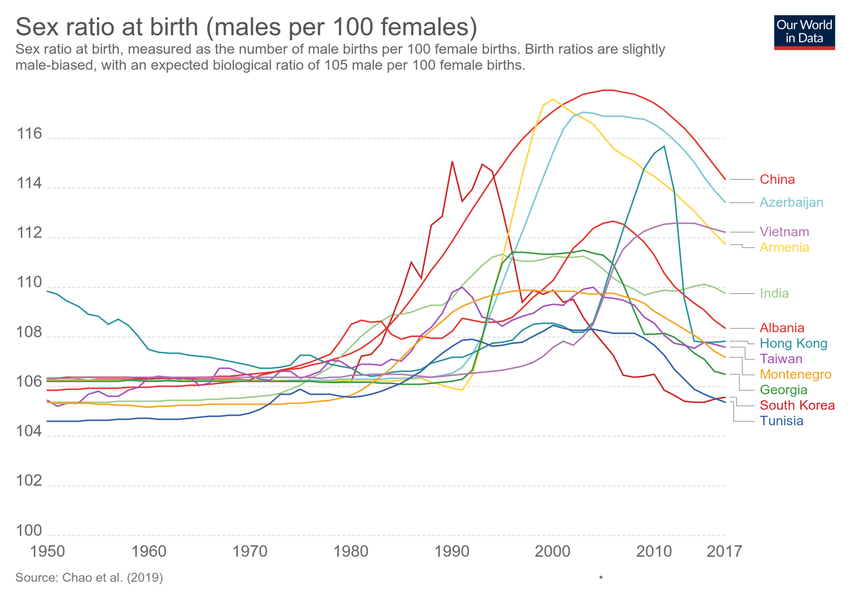 Sex ratio at birth (males per 100 females)
Sex ratio at birth, measured as the number of male births per 100 female births. Birth ratios are slightly
male-biased, with an expected biological ratio of 105 male per 100 female births.
Our World
in Data
116
114
112
110
108
106
104
102
100
China
Azerbaijan
Vietnam
Armenia
India
Albania
Hong Kong
Taiwan
Montenegro
Georgia
South Korea
Tunisia
1950 1960 1970 1980 1990 2000 2010 2017
Source: Chao et al. (2019)